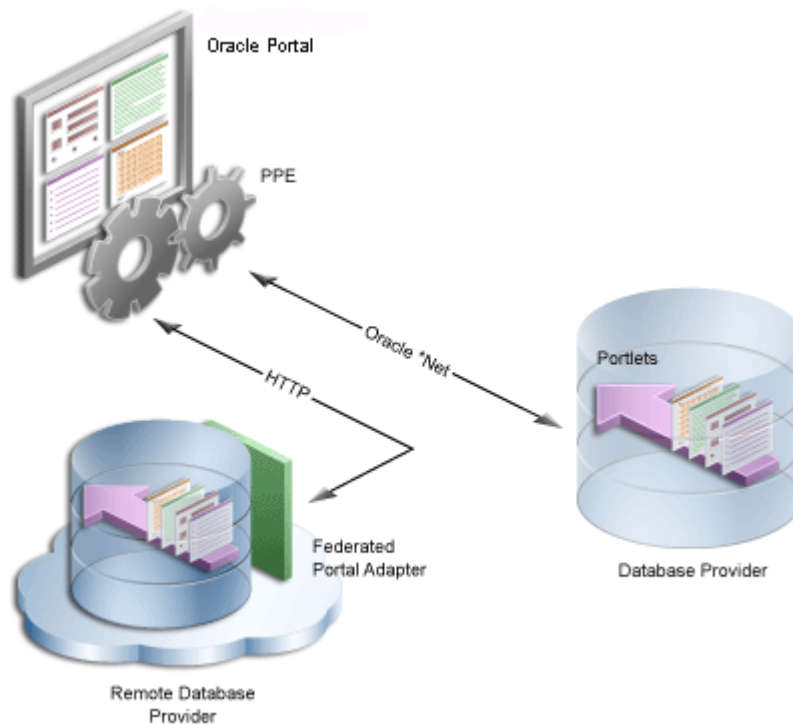 Oracle Portal
PPE
Oracle *Net
HTTP
Portlets
Federated
Portal Adapter
Database Provider
Remote Database
Provider